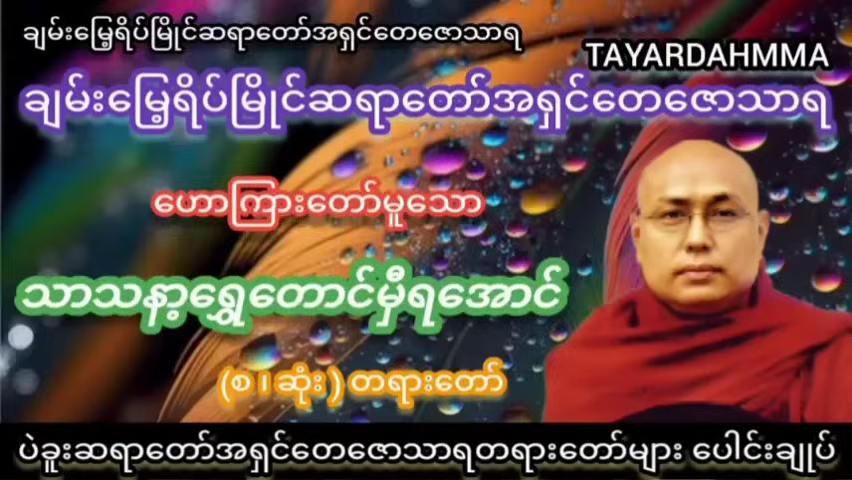 ချမ်းမြေ့ရိပ်မြိုင်ဆရာတော်အရှင်တေဇောသာရ
TAYARDAHMMA
ချမ်းမြေ့ရိပ်မြိုင်ဆရာတော်အရှင်တေဇောသာရ
ဟောကြားတော်မူသော
သာသနာ့ရွှေတောင်မှီရအောင်
(စ ၊ ဆုံး ) တရားတော်
ပဲခူးဆရာတော်အရှင်တေဇောသာရတရားတော်များ ပေါင်းချုပ်